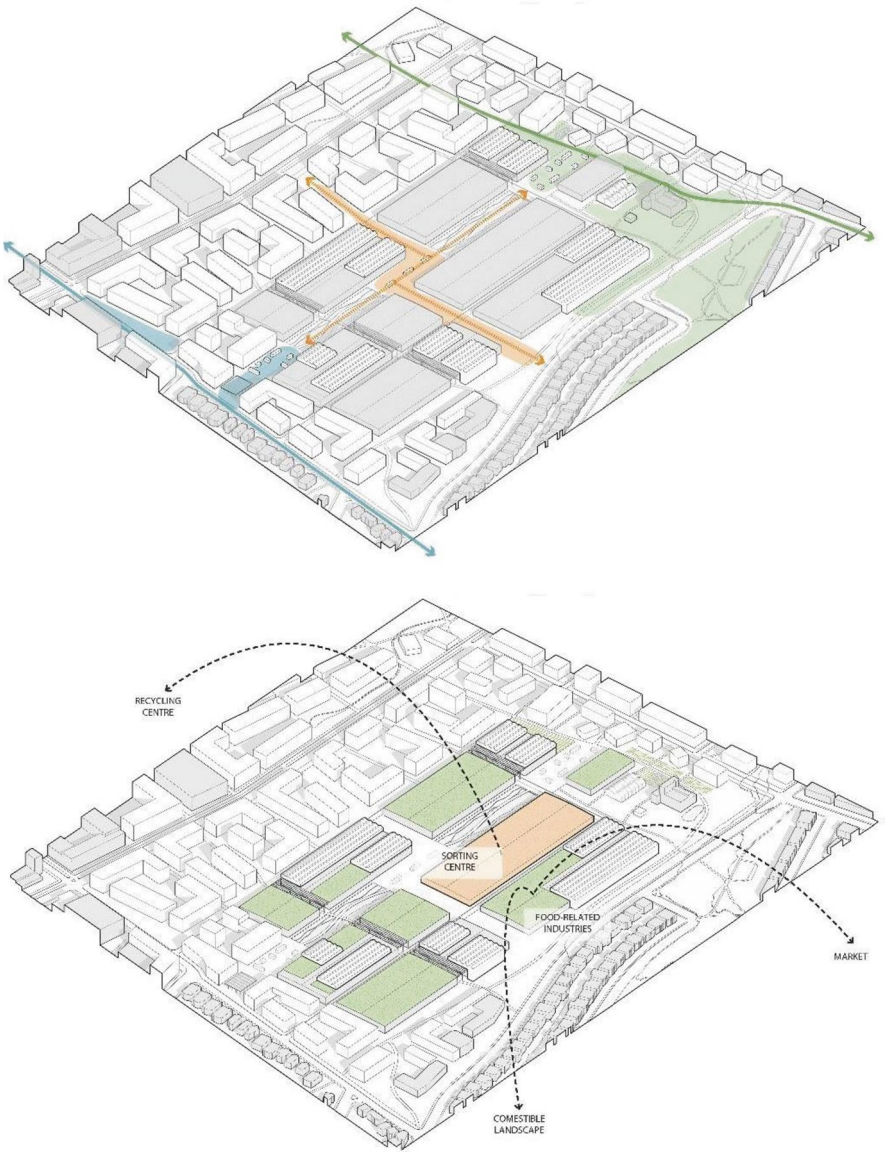 RECYCLING
CENTRE
SORTING
CENTRE
FOOD-RELATED
INDUSTRIES
MARKET
COMESTIBLE
LANDSCAPE